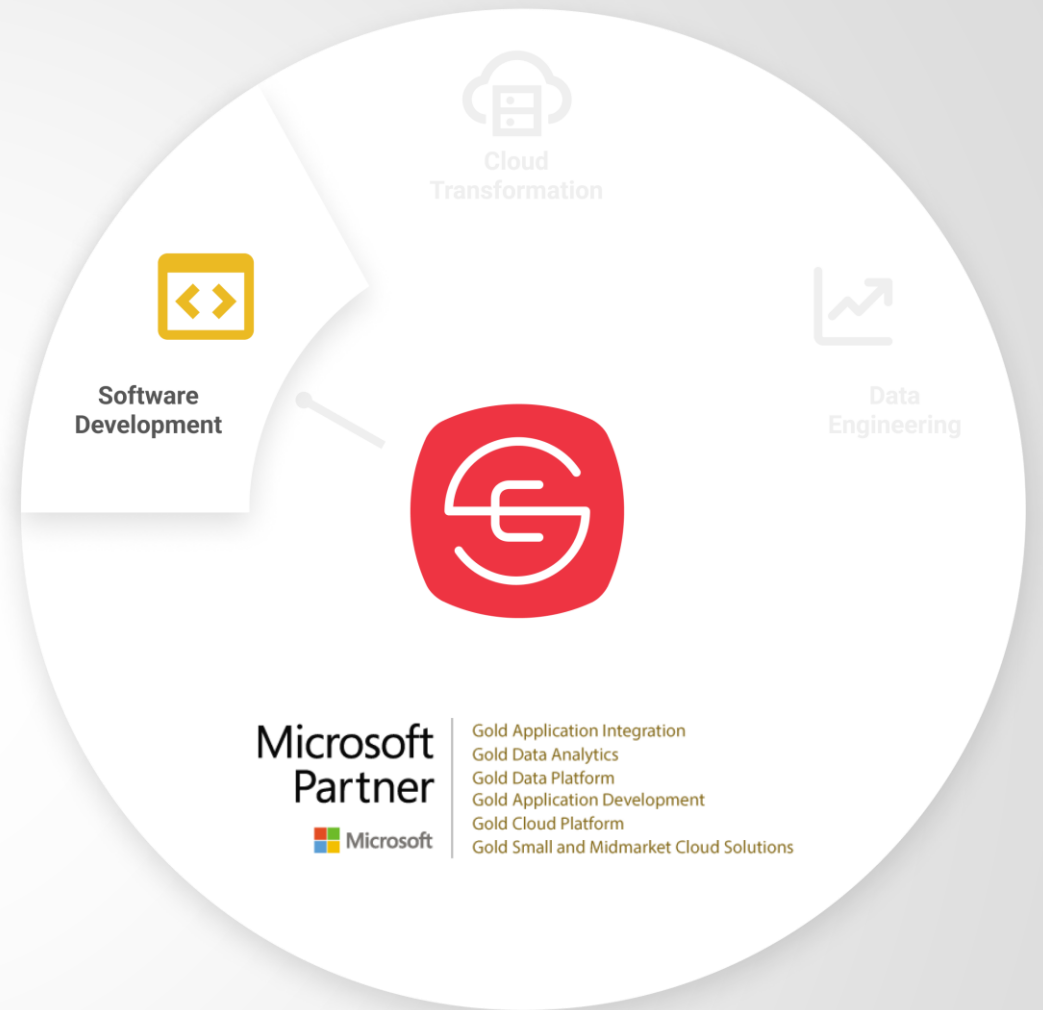 Cloud
Transformation
Software
Development
Data
Engineering
Microsoft
Partner
Microsoft
Gold Application Integration
Gold Data Analytics
Gold Data Platform
Gold Application Development
Gold Cloud Platform
Gold Small and Midmarket Cloud Solutions